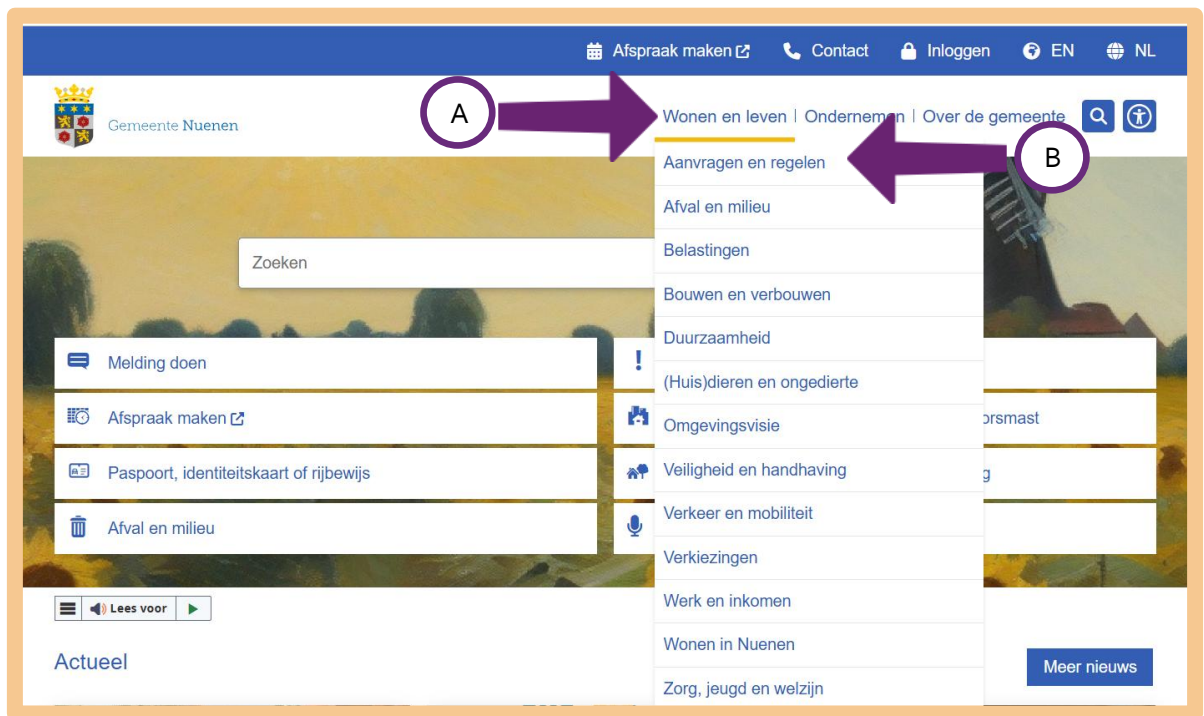 Afspraak maken
Contact
Inloggen
EN
NL
Gemeente Nuenen
A
Wonen en leven | Ondernemen | Over de gemeente
B
Aanvragen en regelen
Afval en milieu
Belastingen
Bouwen en verbouwen
Duurzaamheid
(Huis)dieren en ongedierte
Omgevingsvisie
Veiligheid en handhaving
Verkeer en mobiliteit
Verkiezingen
Werk en inkomen
Wonen in Nuenen
Zorg, jeugd en welzijn
Zoeken
Melding doen
Afspraak maken
Paspoort, identiteitskaart of rijbewijs
Afval en milieu
Lees voor
Actueel
Meer nieuws